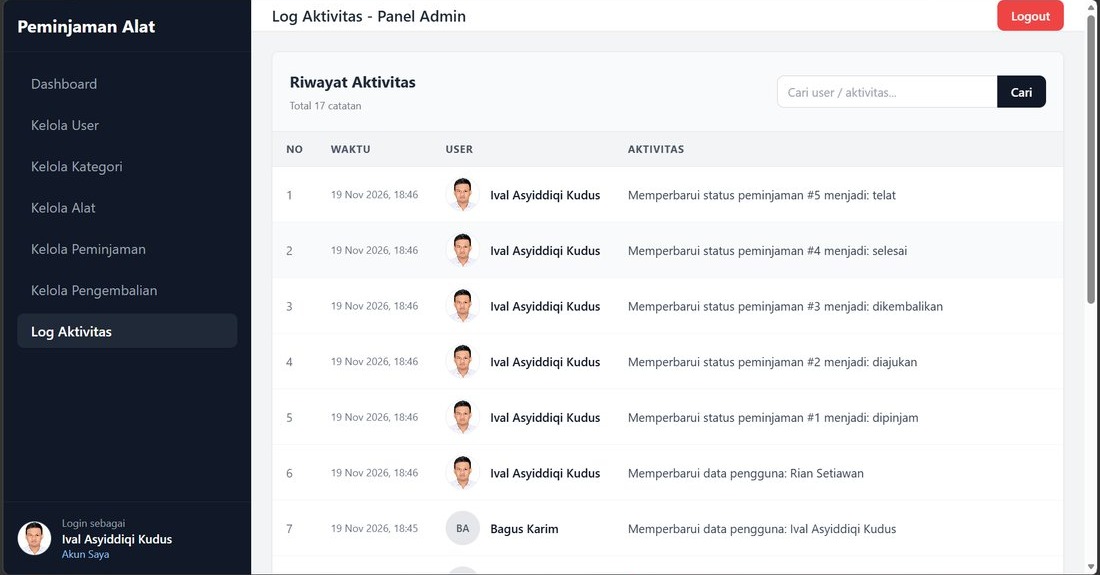 Peminjaman Alat
Dashboard
Kelola User
Kelola Kategori
Kelola Alat
Kelola Peminjaman
Kelola Pengembalian
Log Aktivitas
Login sebagai
Ival Asyiddiqi Kudus
Akun Saya
Log Aktivitas - Panel Admin
Logout
Riwayat Aktivitas
Total 17 catatan
Cari user / aktivitas...
Cari
NO WAKTU USER AKTIVITAS
1 19 Nov 2026, 18:46 Ival Asyiddiqi Kudus Memperbarui status peminjaman #5 menjadi: telat
2 19 Nov 2026, 18:46 Ival Asyiddiqi Kudus Memperbarui status peminjaman #4 menjadi: selesai
3 19 Nov 2026, 18:46 Ival Asyiddiqi Kudus Memperbarui status peminjaman #3 menjadi: dikembalikan
4 19 Nov 2026, 18:46 Ival Asyiddiqi Kudus Memperbarui status peminjaman #2 menjadi: diajukan
5 19 Nov 2026, 18:46 Ival Asyiddiqi Kudus Memperbarui status peminjaman #1 menjadi: dipinjam
6 19 Nov 2026, 18:46 Ival Asyiddiqi Kudus Memperbarui data pengguna: Rian Setiawan
7 19 Nov 2026, 18:45 BA Bagus Karim Memperbarui data pengguna: Ival Asyiddiqi Kudus